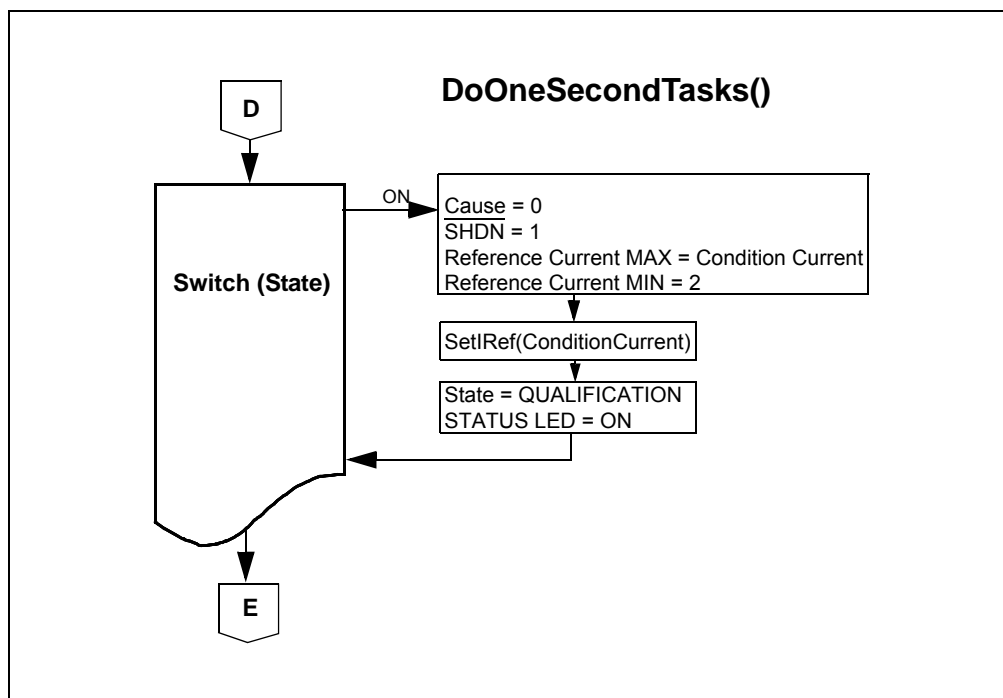 DoOneSecondTasks()
D
ON
Switch (State)
Cause = 0
SHDN = 1
Reference Current MAX = Condition Current
Reference Current MIN = 2
SetIRef(ConditionCurrent)
State = QUALIFICATION
STATUS LED = ON
E